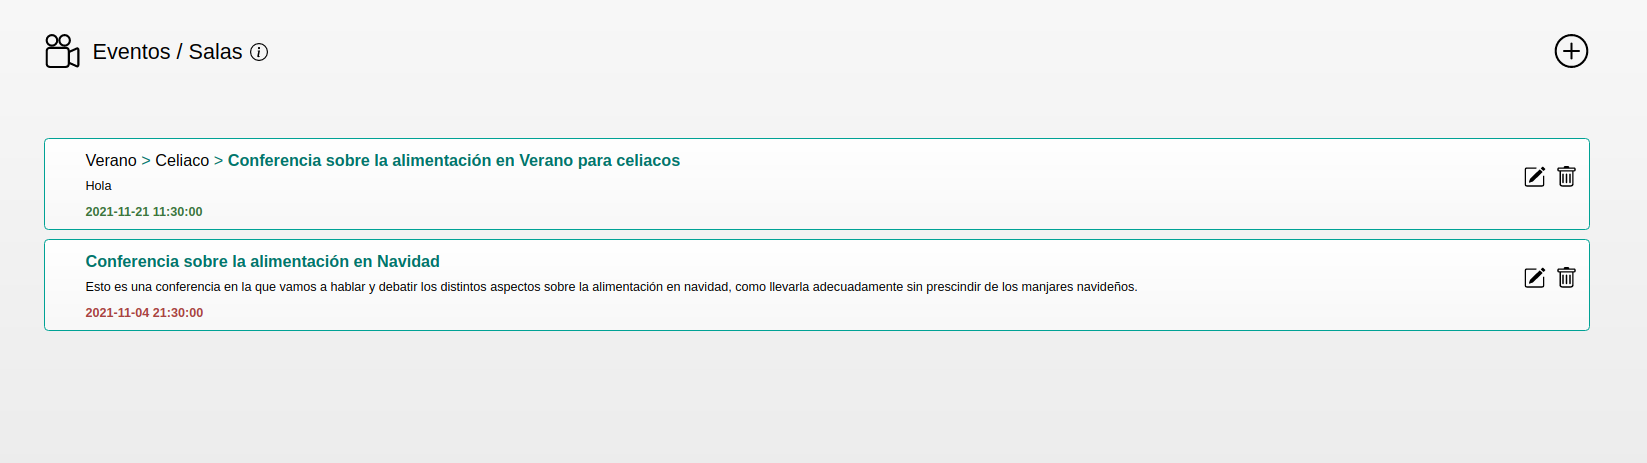 Eventos / Salas
Verano > Celiaco > Conferencia sobre la alimentación en Verano para celiacos
Hola
2021-11-21 11:30:00
Conferencia sobre la alimentación en Navidad
Esto es una conferencia en la que vamos a hablar y debatir los distintos aspectos sobre la alimentación en navidad, como llevarla adecuadamente sin prescindir de los manjares navideños.
2021-11-04 21:30:00